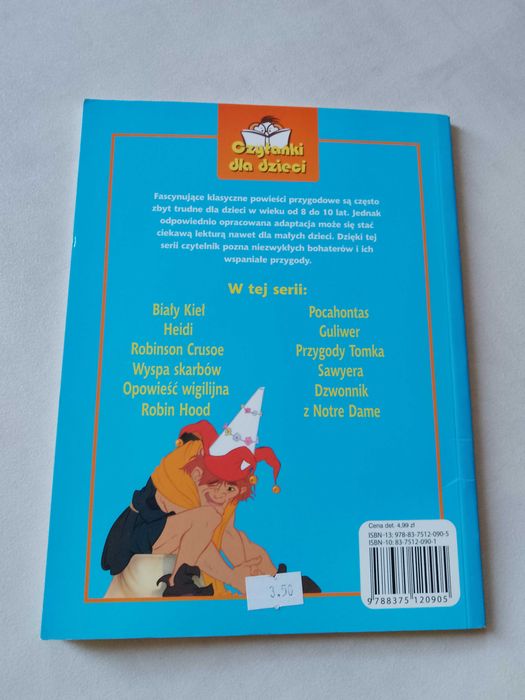 Czytanki
dla dzieci
Fascynujące klasyczne powieści przygodowe są często
zbyt trudne dla dzieci w wieku od 8 do 10 lat. Jednak
odpowiednio opracowana adaptacja może się stać
ciekawą lekturą nawet dla małych dzieci. Dzięki tej
serii czytelnik pozna niezwykłych bohaterów i ich
wspaniałe przygody.
W tej serii:
Biały Kieł
Heidi
Robinson Crusoe
Wyspa skarbów
Opowieść wigilijna
Robin Hood
Pocahontas
Guliwer
Przygody Tomka
Sawyera
Dzwonnik
z Notre Dame
3.50
Cena det. 4,99 zł
ISBN-13: 978-83-7512-090-5
ISBN-10: 83-7512-090-1
9788375120905